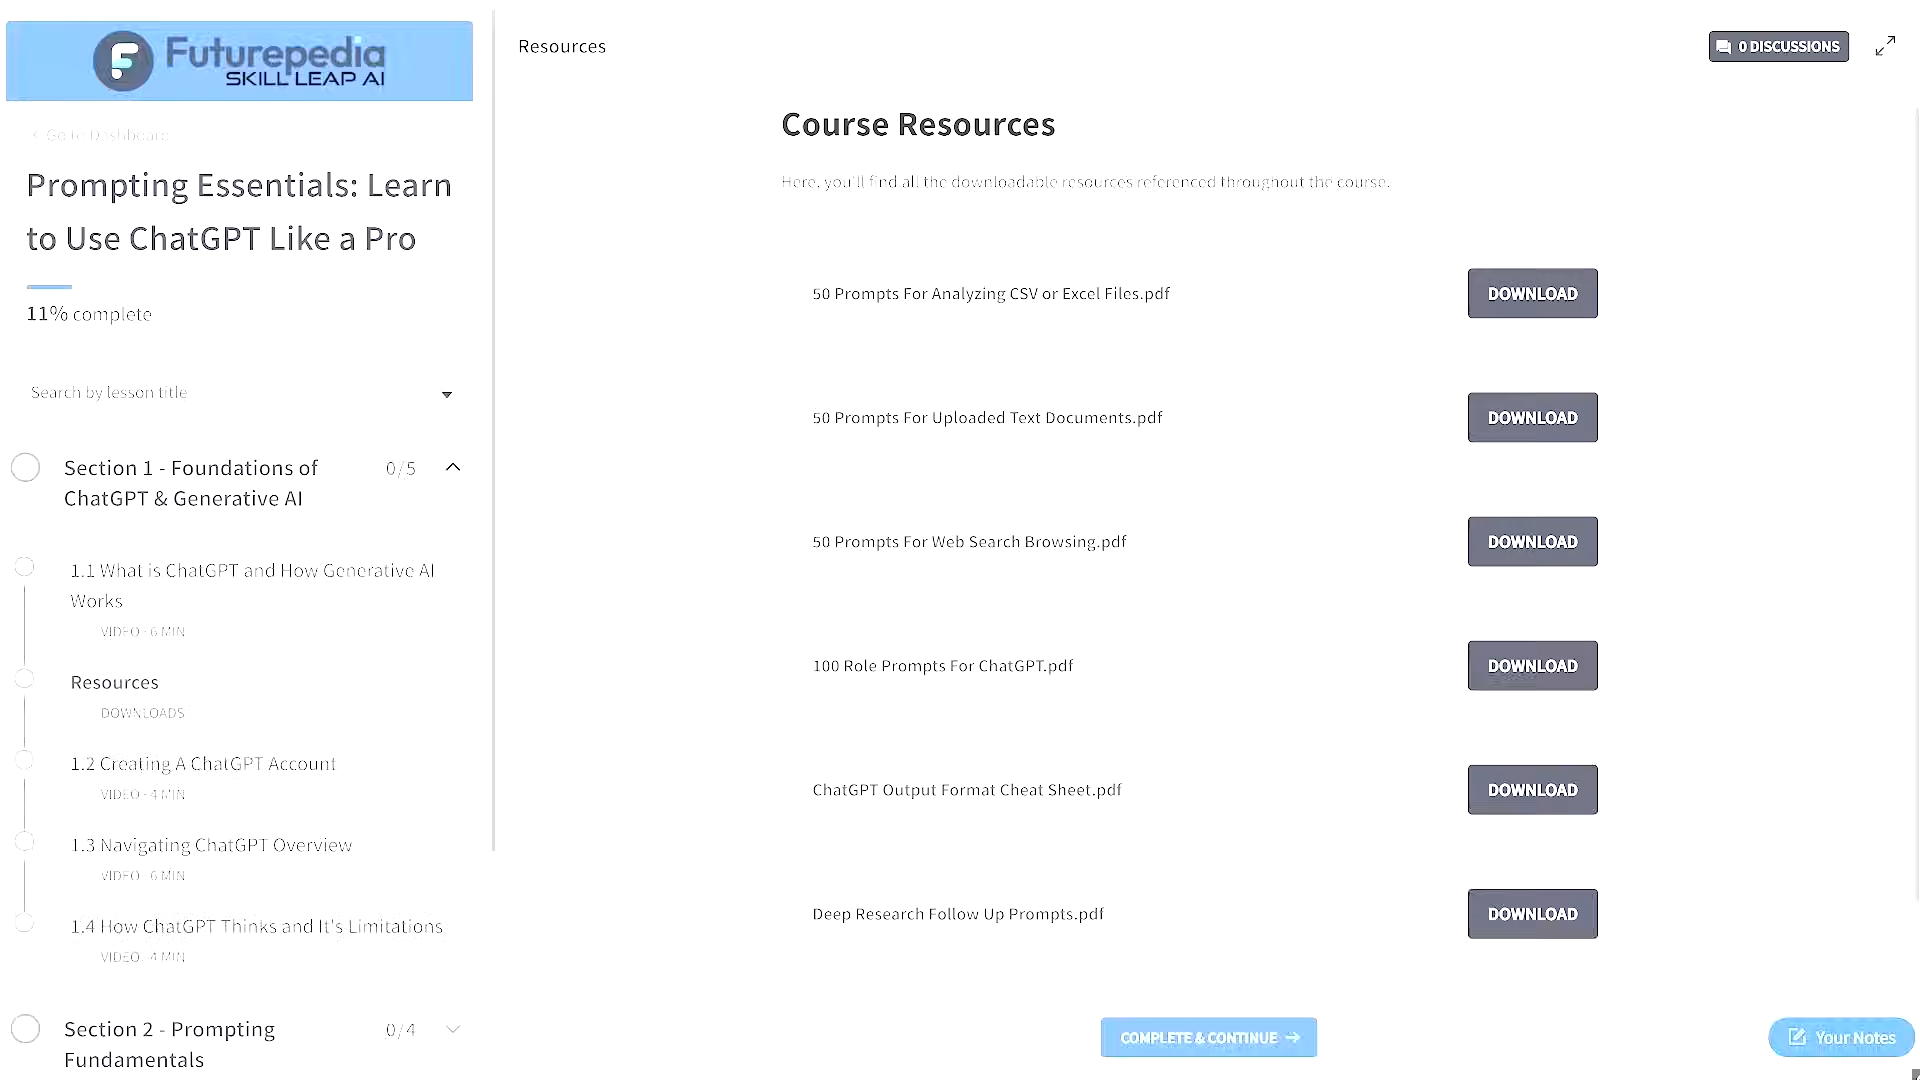 Futurepedia
SKILL LEAP AI
Go to Dashboard
Prompting Essentials: Learn
to Use ChatGPT Like a Pro
11% complete
Search by lesson title
Section 1 - Foundations of
ChatGPT & Generative AI
0/5
1.1 What is ChatGPT and How Generative AI
Works
VIDEO · 6 MIN
Resources
DOWNLOADS
1.2 Creating A ChatGPT Account
VIDEO · 4 MIN
1.3 Navigating ChatGPT Overview
VIDEO · 6 MIN
1.4 How ChatGPT Thinks and It's Limitations
VIDEO · 4 MIN
Section 2 - Prompting
Fundamentals
0/4
Resources
0 DISCUSSIONS
Course Resources
Here, you'll find all the downloadable resources referenced throughout the course.
50 Prompts For Analyzing CSV or Excel Files.pdf
DOWNLOAD
50 Prompts For Uploaded Text Documents.pdf
DOWNLOAD
50 Prompts For Web Search Browsing.pdf
DOWNLOAD
100 Role Prompts For ChatGPT.pdf
DOWNLOAD
ChatGPT Output Format Cheat Sheet.pdf
DOWNLOAD
Deep Research Follow Up Prompts.pdf
DOWNLOAD
COMPLETE & CONTINUE →
Your Notes